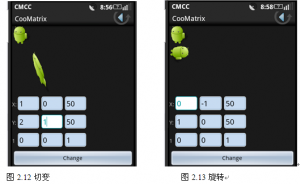 CMCC 8:56
CooMatrix
X: 1 0 50
Y: 2 1 50
0 0 1
Change
图 2.12 切变
CMCC 8:58
CooMatrix
X: 0 -1 50
Y: 1 0 50
0 0 1
Change
图 2.13 旋转